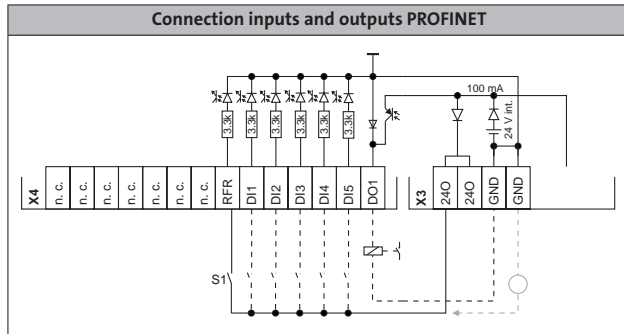 Connection inputs and outputs PROFINET
100 mA
3.3k
3.3k
3.3k
3.3k
3.3k
3.3k
24 V int.
X4
n. c.
n. c.
n. c.
n. c.
n. c.
n. c.
n. c.
RFR
DI1
DI2
DI3
DI4
DI5
DO1
X3
24O
24O
GND
GND
S1